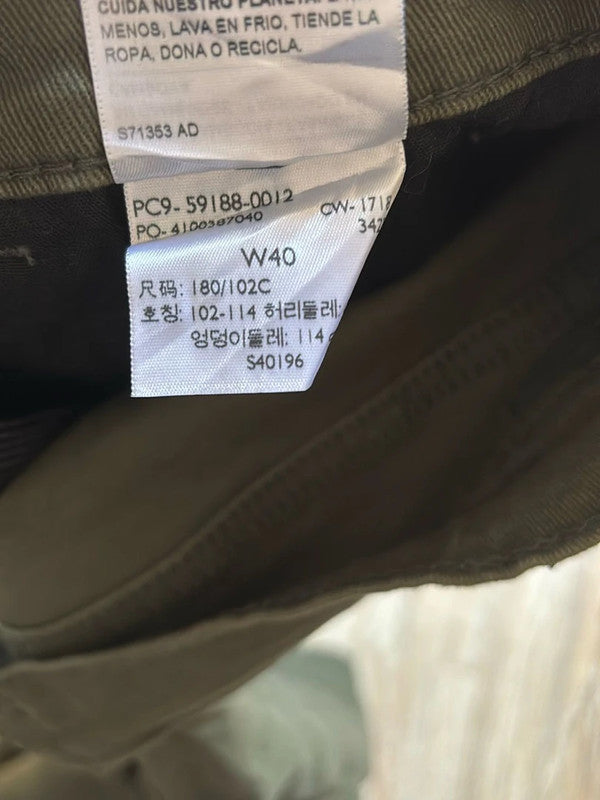 CUIDA NUESTRO PLANETA:
MENOS, LAVA EN FRIO, TIENDE LA
ROPA, DONA O RECICLA.
S71353 AD
PC9-59188-0012
PO-4100387040
CW-1718
342
W40
尺码: 180/102C
호칭: 102-114 허리둘레:
엉덩이둘레: 114
S40196